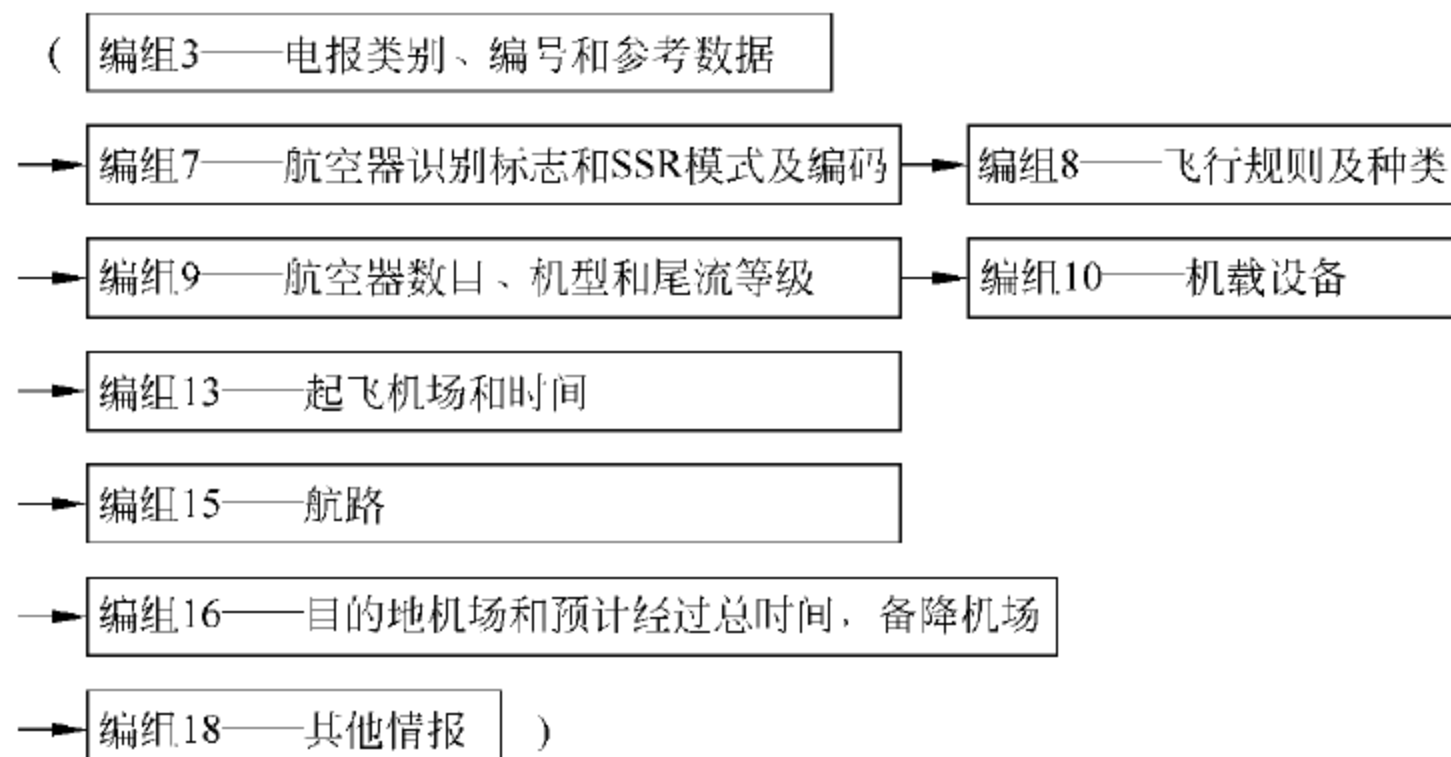 ( 编组3——电报类别、编号和参考数据
编组7——航空器识别标志和SSR模式及编码 编组8——飞行规则及种类
编组9——航空器数目、机型和尾流等级 编组10——机载设备
编组13——起飞机场和时间
编组15——航路
编组16——目的地机场和预计经过总时间，备降机场
编组18——其他情报 )